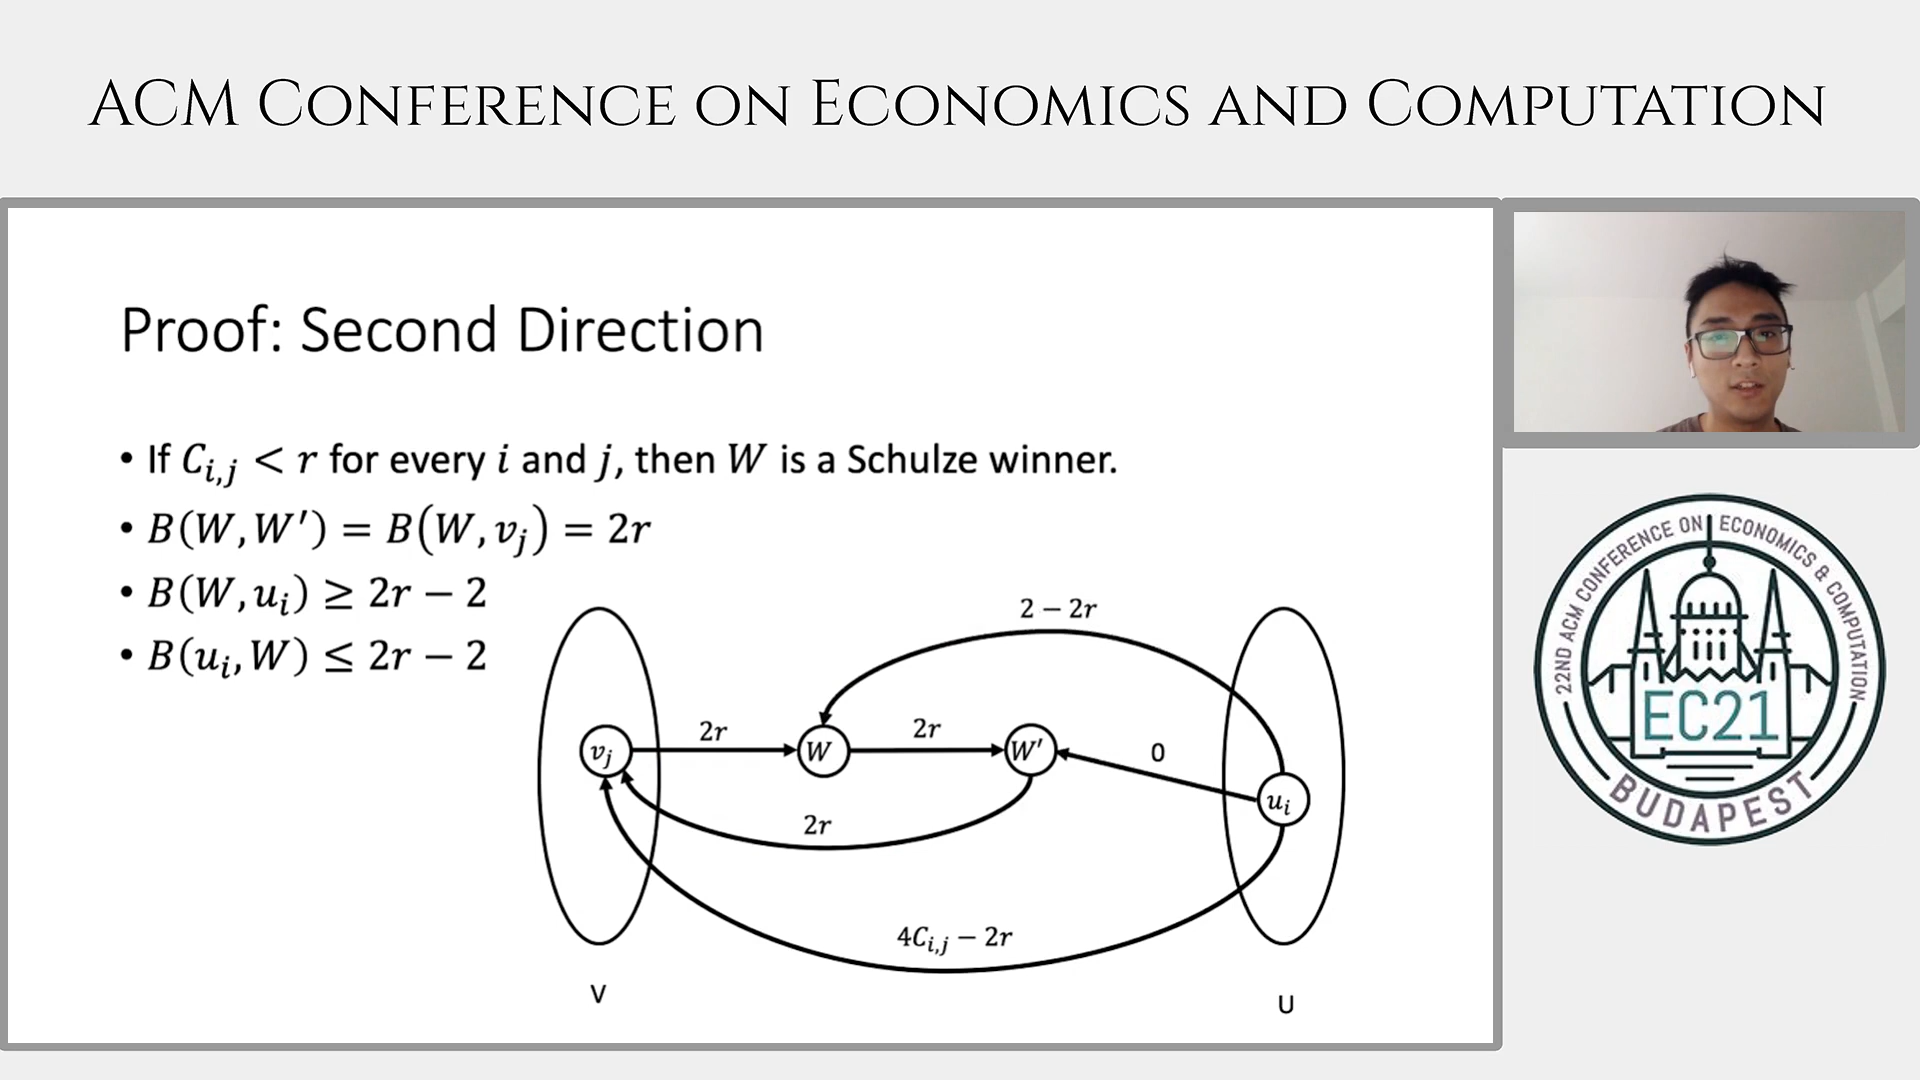 ACM CONFERENCE ON ECONOMICS AND COMPUTATION
Proof: Second Direction
• If C_{i,j} < r for every i and j, then W is a Schulze winner.
• B(W, W′) = B(W, v_j) = 2r
• B(W, u_i) ≥ 2r − 2
• B(u_i, W) ≤ 2r − 2
2 − 2r
2r
2r
0
v_j
W
W′
u_i
2r
4C_{i,j} − 2r
V
U
22ND ACM CONFERENCE ON ECONOMICS & COMPUTATION
EC21
BUDAPEST